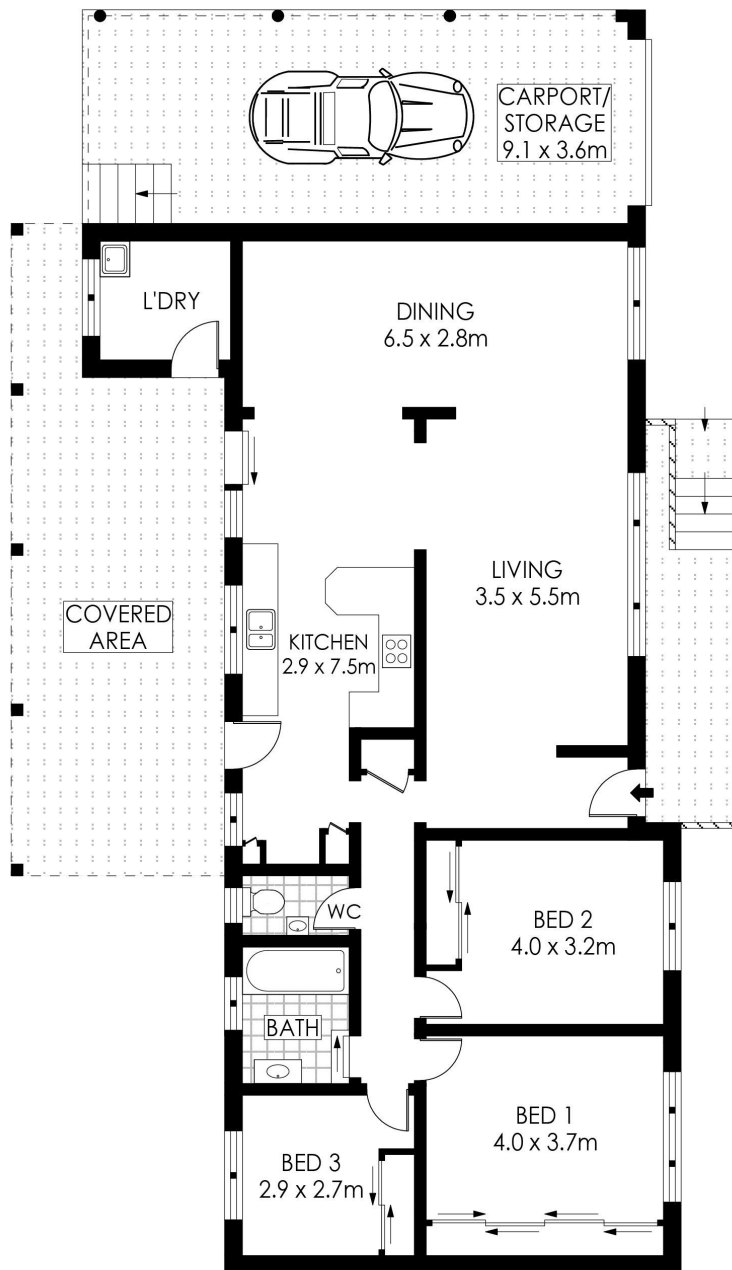 CARPORT/
STORAGE
9.1 x 3.6m
L'DRY
DINING
6.5 x 2.8m
LIVING
3.5 x 5.5m
COVERED
AREA
KITCHEN
2.9 x 7.5m
WC
BED 2
4.0 x 3.2m
BATH
BED 1
4.0 x 3.7m
BED 3
2.9 x 2.7m